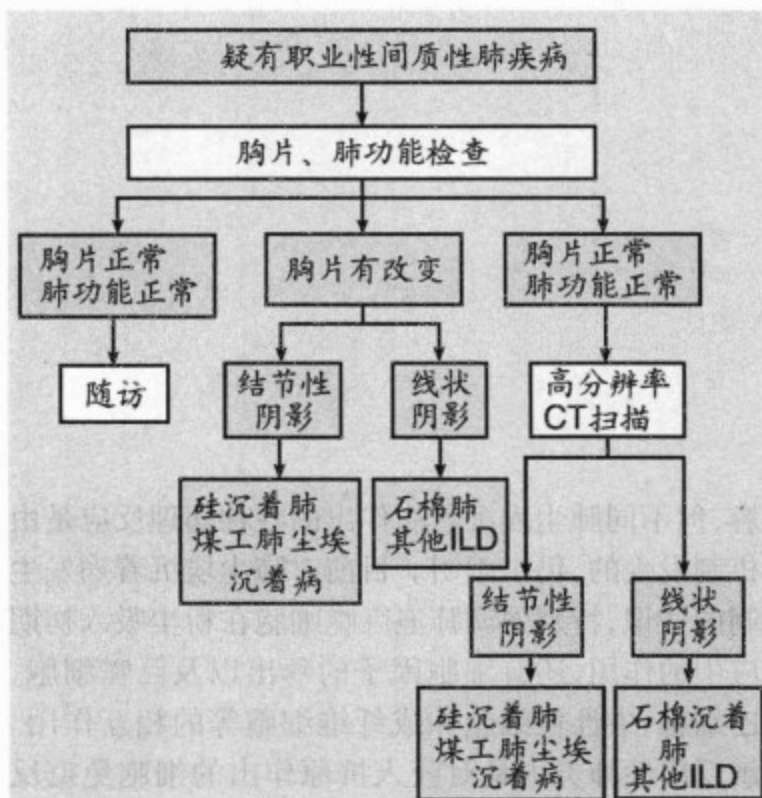 疑有职业性间质性肺疾病
胸片、肺功能检查
胸片正常
肺功能正常
胸片有改变
胸片正常
肺功能正常
随访
结节性
阴影
线状
阴影
高分辨率
CT扫描
硅沉着肺
煤工肺尘埃
沉着病
石棉肺
其他ILD
结节性
阴影
线状
阴影
硅沉着肺
煤工肺尘埃
沉着病
石棉沉着
肺
其他ILD